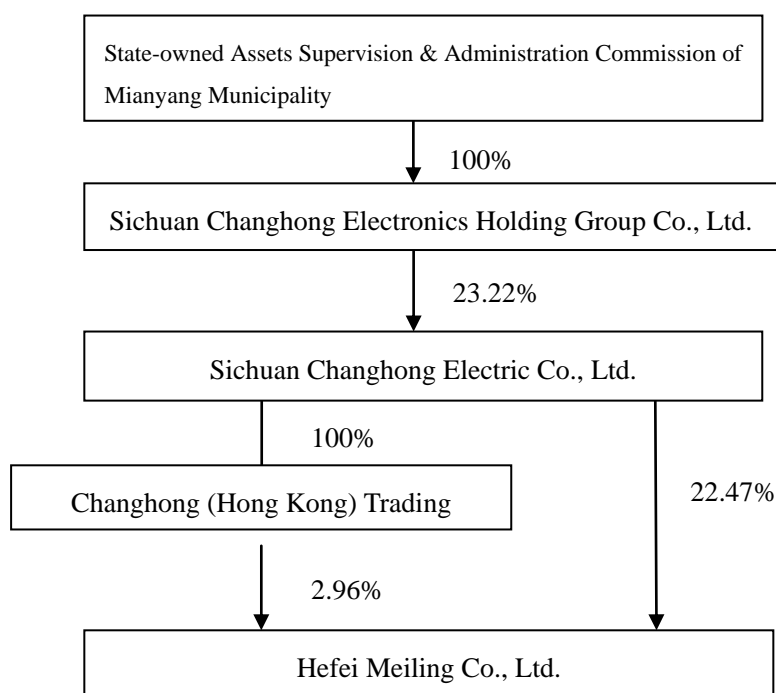 State-owned Assets Supervision & Administration Commission of
Mianyang Municipality
100%
Sichuan Changhong Electronics Holding Group Co., Ltd.
23.22%
Sichuan Changhong Electric Co., Ltd.
100%
22.47%
Changhong (Hong Kong) Trading
2.96%
Hefei Meiling Co., Ltd.